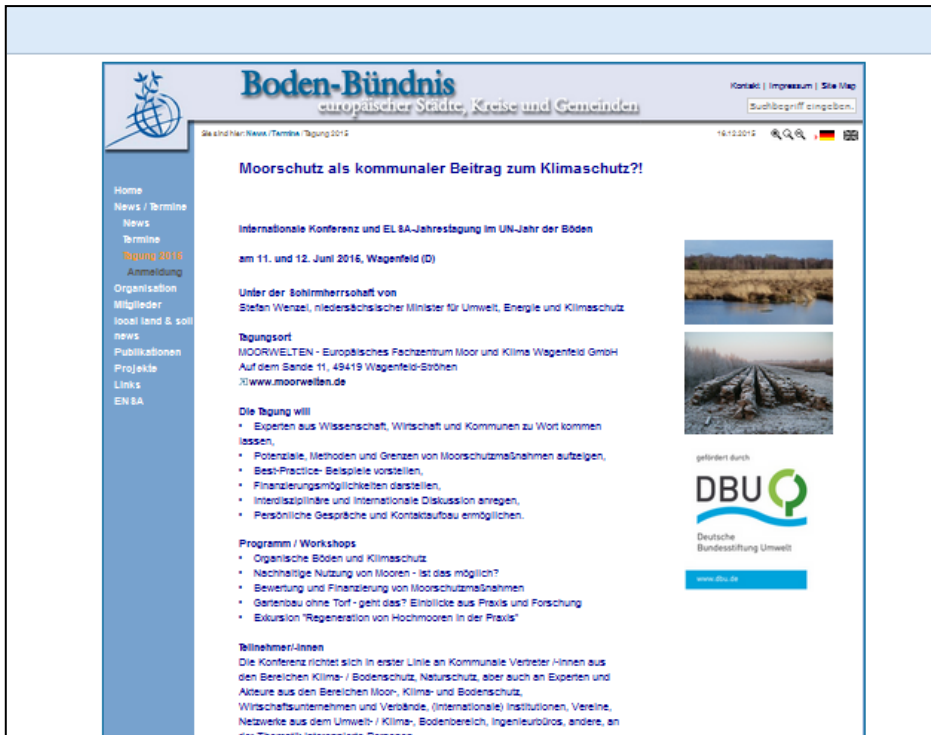 Boden-Bündnis
europäischer Städte, Kreise und Gemeinden
Kontakt | Impressum | Site Map
Suchbegriff eingeben.
Sie sind hier: News / Termine / Tagung 2015
16.12.2015
Moorschutz als kommunaler Beitrag zum Klimaschutz?!
Home
News / Termine
News
Termine
Tagung 2015
Anmeldung
Organisation
Mitglieder
local land & soil
news
Publikationen
Projekte
Links
ENSA
Internationale Konferenz und ELSA-Jahrestagung im UN-Jahr der Böden
am 11. und 12. Juni 2015, Wagenfeld (D)
Unter der Schirmherrschaft von
Stefan Wenzel, niedersächsischer Minister für Umwelt, Energie und Klimaschutz
Tagungsort
MOORWELTEN - Europäisches Fachzentrum Moor und Klima Wagenfeld GmbH
Auf dem Sande 11, 49419 Wagenfeld-Ströhen
www.moorwelten.de
Die Tagung will
• Experten aus Wissenschaft, Wirtschaft und Kommunen zu Wort kommen
lassen,
• Potenziale, Methoden und Grenzen von Moorschutzmaßnahmen aufzeigen,
• Best-Practice- Beispiele vorstellen,
• Finanzierungsmöglichkeiten darstellen,
• Interdisziplinäre und internationale Diskussion anregen,
• Persönliche Gespräche und Kontaktaufbau ermöglichen.
Programm / Workshops
• Organische Böden und Klimaschutz
• Nachhaltige Nutzung von Mooren - ist das möglich?
• Bewertung und Finanzierung von Moorschutzmaßnahmen
• Gartenbau ohne Torf - geht das? Einblicke aus Praxis und Forschung
• Exkursion "Regeneration von Hochmooren in der Praxis"
Teilnehmer/-innen
Die Konferenz richtet sich in erster Linie an Kommunale Vertreter /-innen aus
den Bereichen Klima- / Bodenschutz, Naturschutz, aber auch an Experten und
Akteure aus den Bereichen Moor-, Klima- und Bodenschutz,
Wirtschaftsunternehmen und Verbände, (internationale) Institutionen, Vereine,
Netzwerke aus dem Umwelt- / Klima-, Bodenbereich, Ingenieurbüros, andere, an
der Thematik interessierte Personen
gefördert durch
DBU
Deutsche
Bundesstiftung Umwelt
www.dbu.de